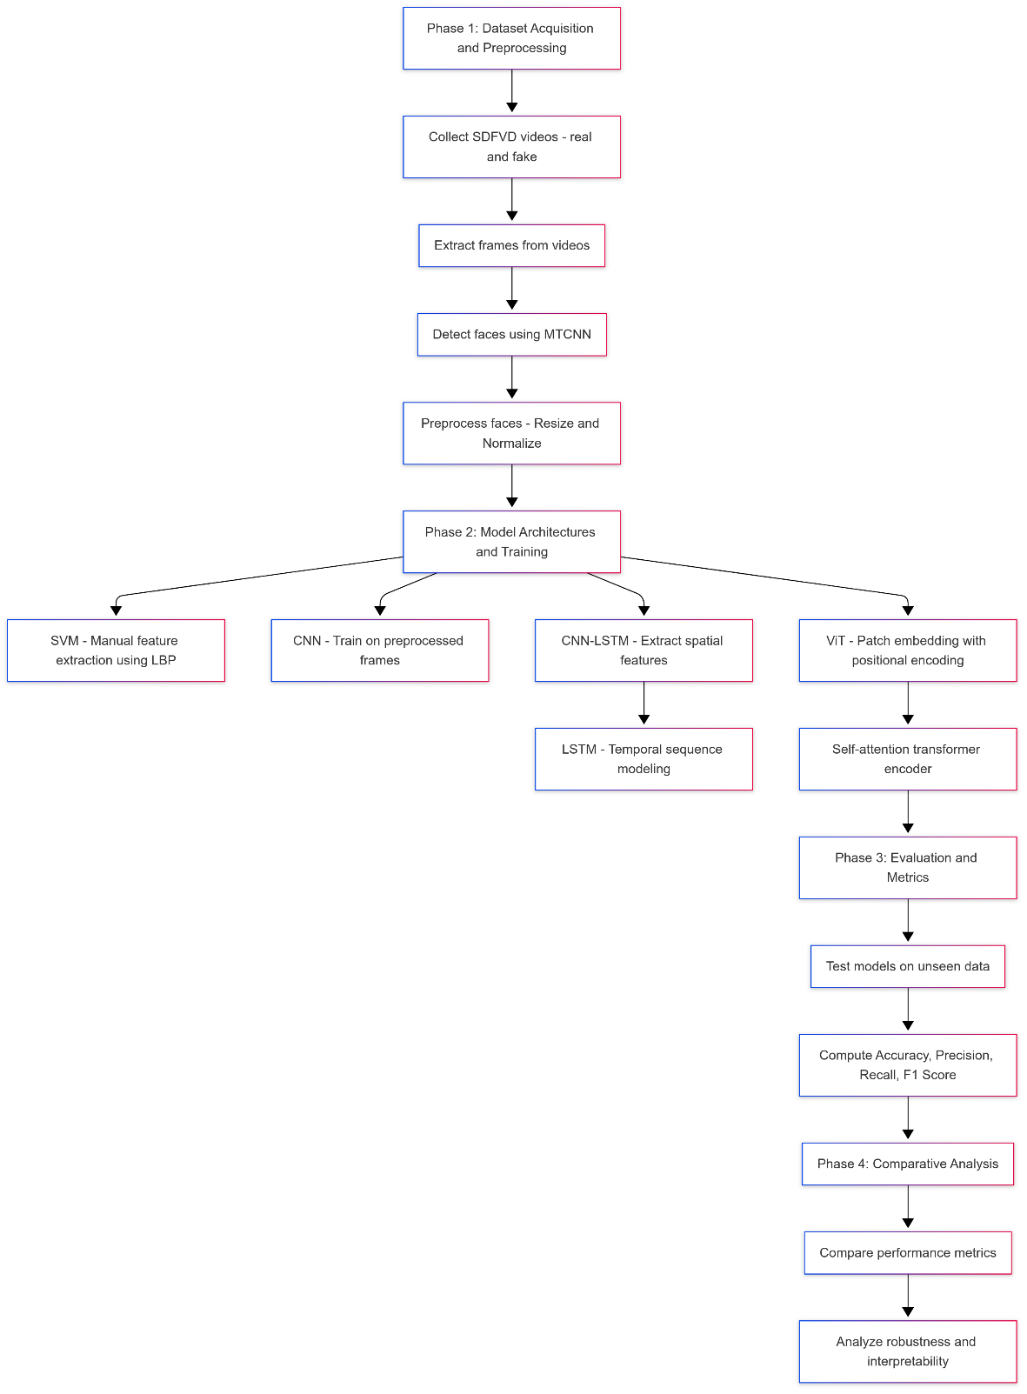 Phase 1: Dataset Acquisition
and Preprocessing
Collect SDFVD videos - real
and fake
Extract frames from videos
Detect faces using MTCNN
Preprocess faces - Resize and
Normalize
Phase 2: Model Architectures
and Training
SVM - Manual feature
extraction using LBP
CNN - Train on preprocessed
frames
CNN-LSTM - Extract spatial
features
ViT - Patch embedding with
positional encoding
LSTM - Temporal sequence
modeling
Self-attention transformer
encoder
Phase 3: Evaluation and
Metrics
Test models on unseen data
Compute Accuracy, Precision,
Recall, F1 Score
Phase 4: Comparative Analysis
Compare performance metrics
Analyze robustness and
interpretability